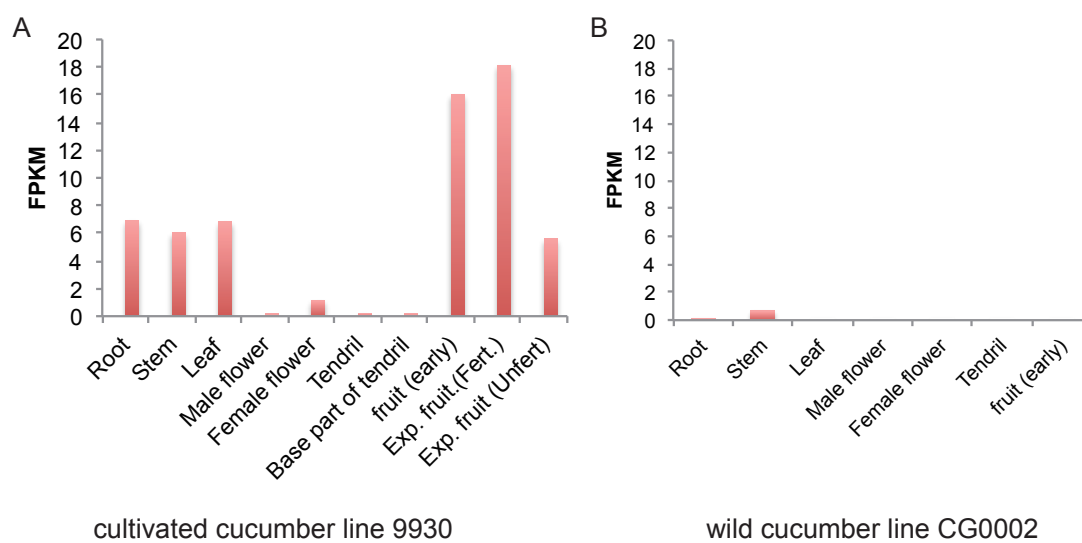 A
20
18
16
14
12
10
8
6
4
2
0
FPKM
Root
Stem
Leaf
Male flower
Female flower
Tendril
Base part of tendril
fruit (early)
Exp. fruit.(Fert.)
Exp. fruit (Unfert)
cultivated cucumber line 9930
B
20
18
16
14
12
10
8
6
4
2
0
FPKM
Root
Stem
Leaf
Male flower
Female flower
Tendril
fruit (early)
wild cucumber line CG0002